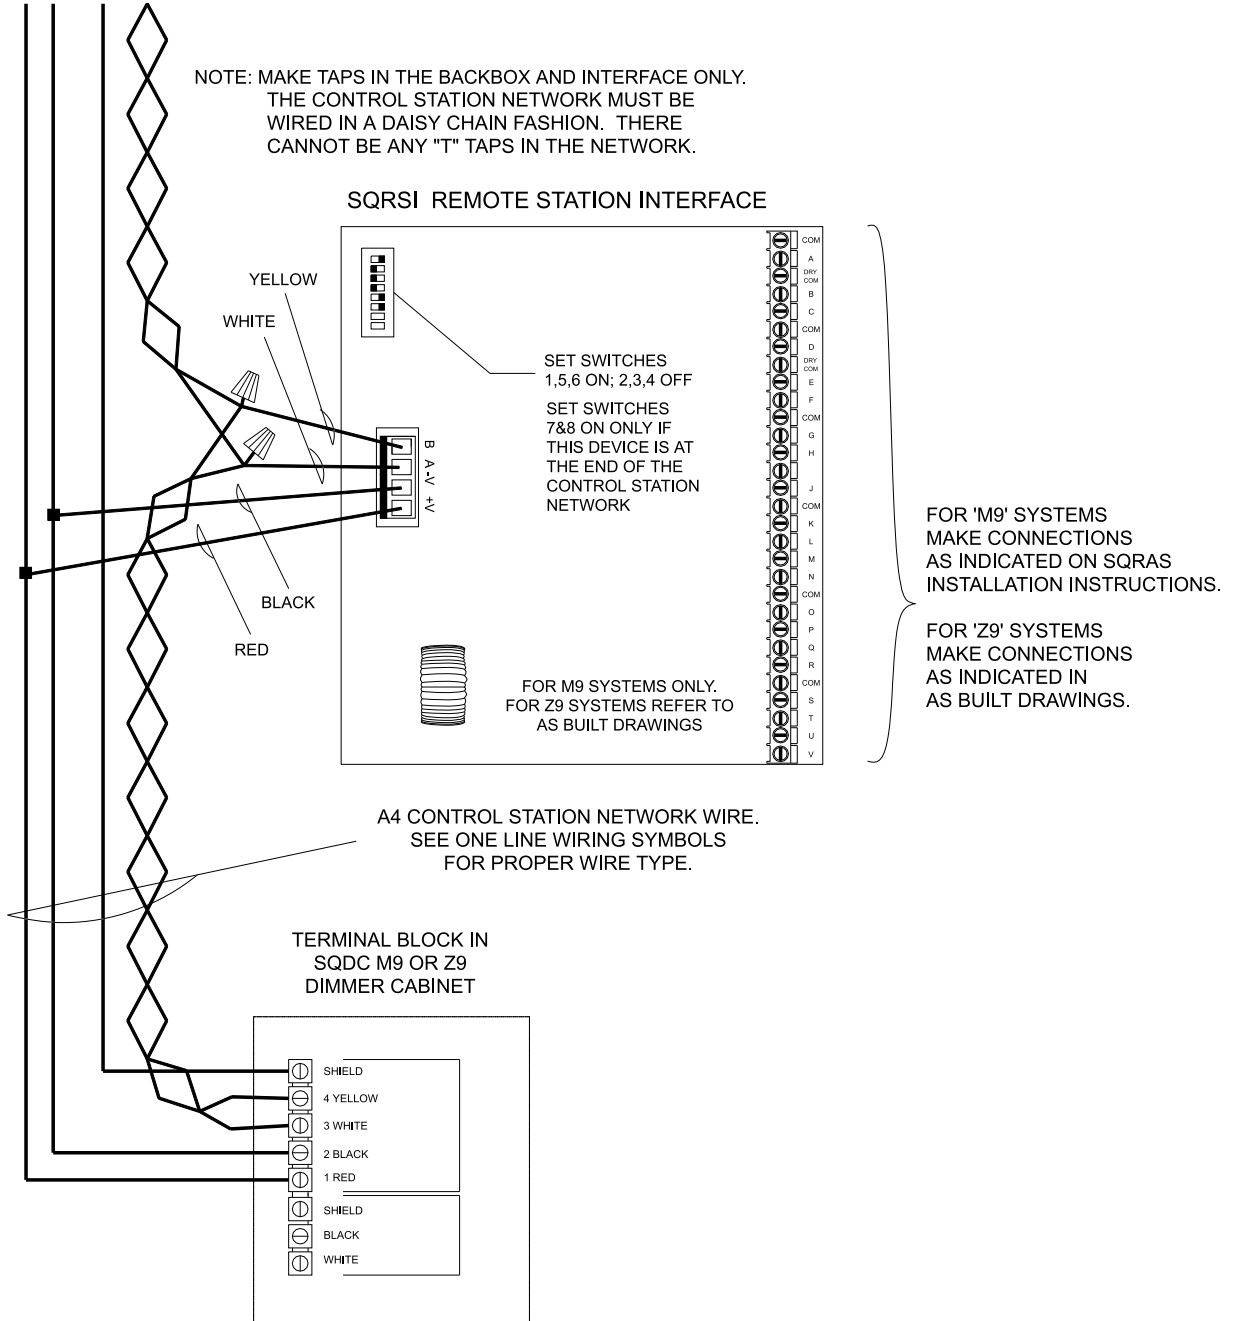 NOTE: MAKE TAPS IN THE BACKBOX AND INTERFACE ONLY.
THE CONTROL STATION NETWORK MUST BE
WIRED IN A DAISY CHAIN FASHION. THERE
CANNOT BE ANY "T" TAPS IN THE NETWORK.
SQRSI REMOTE STATION INTERFACE
YELLOW
WHITE
BLACK
RED
B
A
-V
+V
SET SWITCHES
1,5,6 ON; 2,3,4 OFF
SET SWITCHES
7&8 ON ONLY IF
THIS DEVICE IS AT
THE END OF THE
CONTROL STATION
NETWORK
FOR M9 SYSTEMS ONLY.
FOR Z9 SYSTEMS REFER TO
AS BUILT DRAWINGS
COM
A
DRY
COM
B
C
COM
D
DRY
COM
E
F
COM
G
H
J
COM
K
L
M
N
COM
O
P
Q
R
COM
S
T
U
V
FOR 'M9' SYSTEMS
MAKE CONNECTIONS
AS INDICATED ON SQRAS
INSTALLATION INSTRUCTIONS.
FOR 'Z9' SYSTEMS
MAKE CONNECTIONS
AS INDICATED IN
AS BUILT DRAWINGS.
A4 CONTROL STATION NETWORK WIRE.
SEE ONE LINE WIRING SYMBOLS
FOR PROPER WIRE TYPE.
TERMINAL BLOCK IN
SQDC M9 OR Z9
DIMMER CABINET
SHIELD
4 YELLOW
3 WHITE
2 BLACK
1 RED
SHIELD
BLACK
WHITE